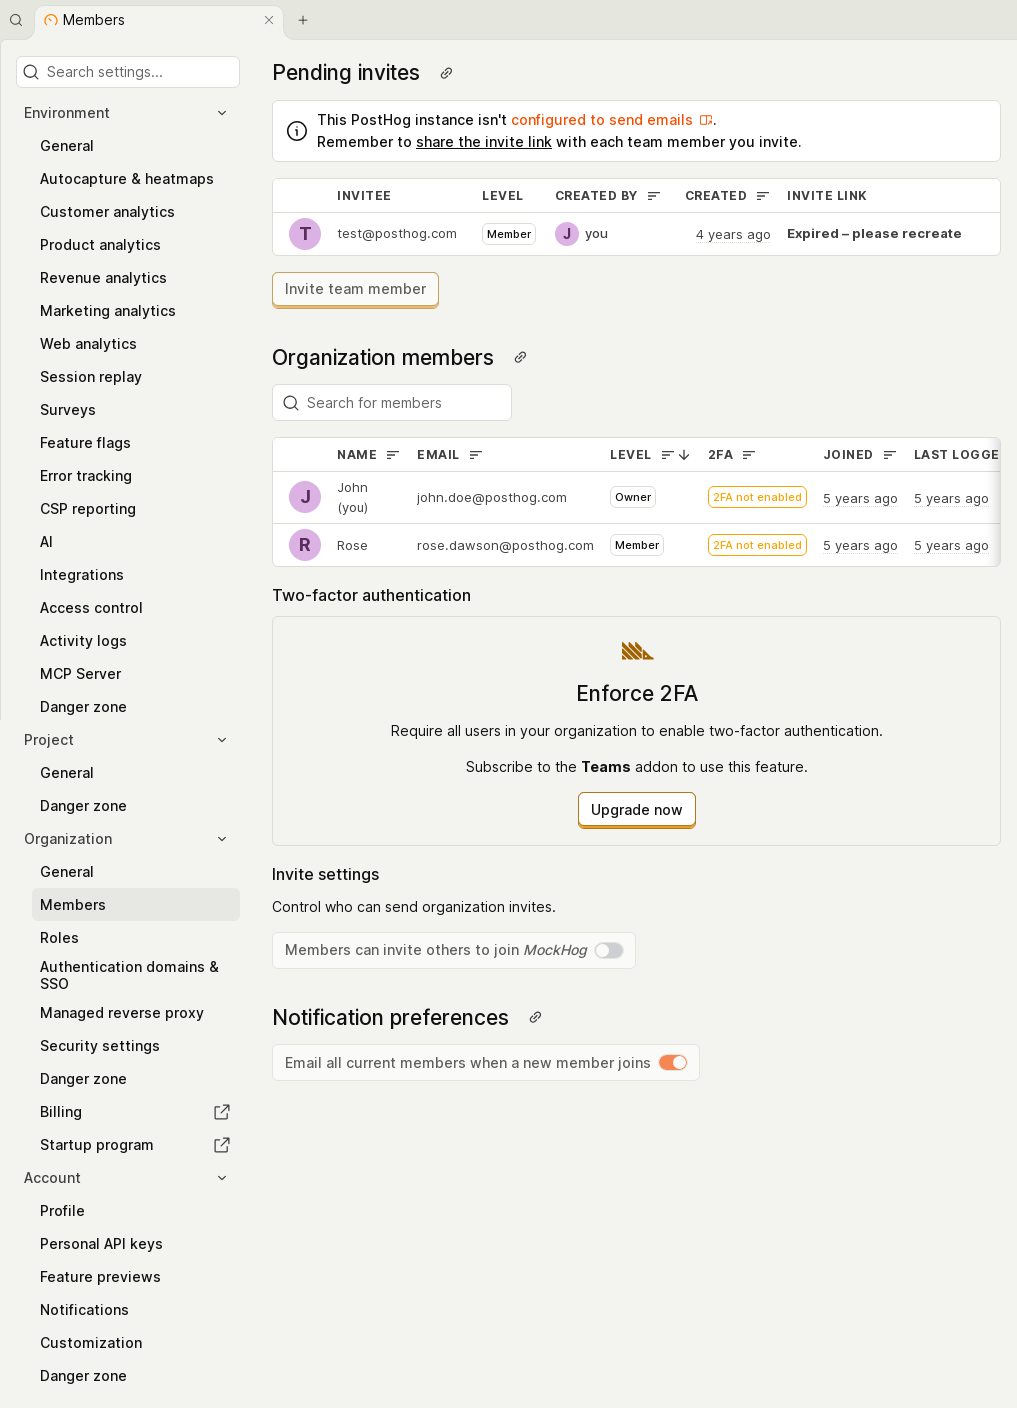 Members
Search settings...
Environment
General
Autocapture & heatmaps
Customer analytics
Product analytics
Revenue analytics
Marketing analytics
Web analytics
Session replay
Surveys
Feature flags
Error tracking
CSP reporting
AI
Integrations
Access control
Activity logs
MCP Server
Danger zone
Project
General
Danger zone
Organization
General
Members
Roles
Authentication domains &
SSO
Managed reverse proxy
Security settings
Danger zone
Billing
Startup program
Account
Profile
Personal API keys
Feature previews
Notifications
Customization
Danger zone
Pending invites
This PostHog instance isn't configured to send emails.
Remember to share the invite link with each team member you invite.
INVITEE LEVEL CREATED BY CREATED INVITE LINK
T test@posthog.com Member J you 4 years ago Expired – please recreate
Invite team member
Organization members
Search for members
NAME EMAIL LEVEL 2FA JOINED LAST LOGGE
J John (you) john.doe@posthog.com Owner 2FA not enabled 5 years ago 5 years ago
R Rose rose.dawson@posthog.com Member 2FA not enabled 5 years ago 5 years ago
Two-factor authentication
Enforce 2FA
Require all users in your organization to enable two-factor authentication.
Subscribe to the Teams addon to use this feature.
Upgrade now
Invite settings
Control who can send organization invites.
Members can invite others to join MockHog
Notification preferences
Email all current members when a new member joins